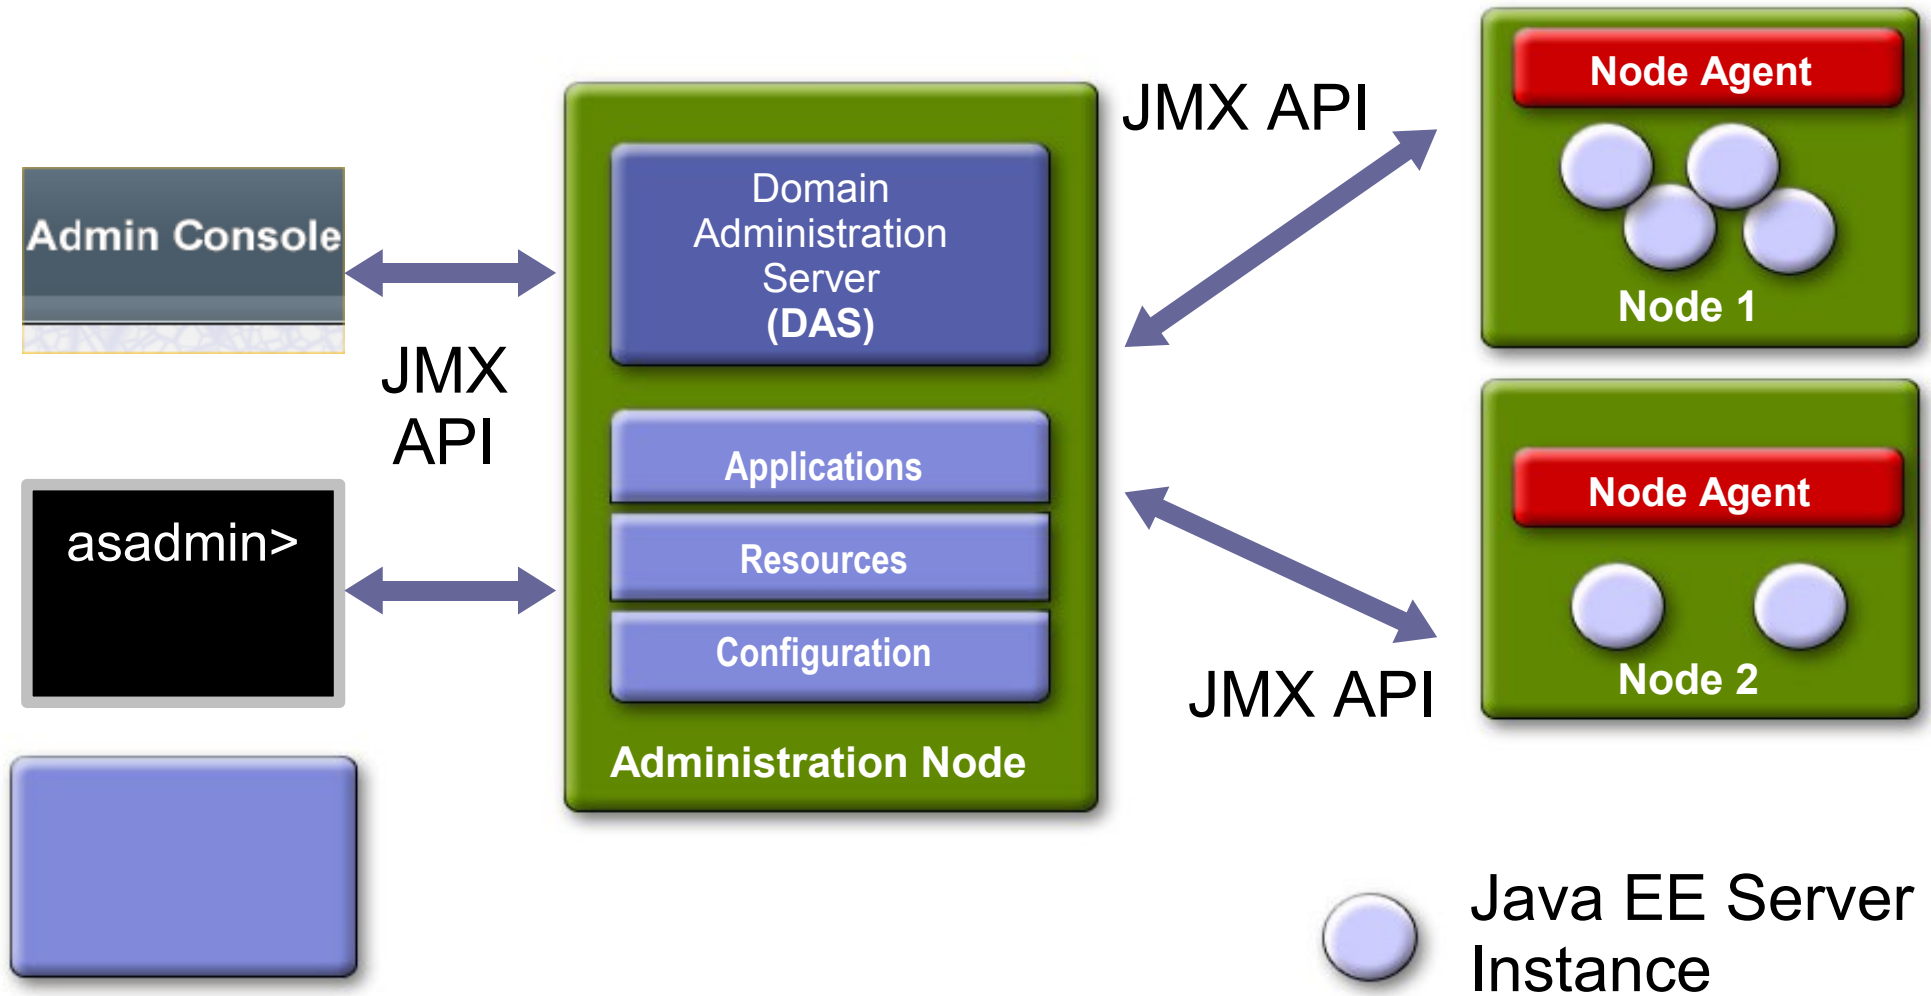 Admin Console
JMX
API
asadmin>
Domain
Administration
Server
(DAS)
Applications
Resources
Configuration
Administration Node
JMX API
JMX API
Node Agent
Node 1
Node Agent
Node 2
Java EE Server
Instance